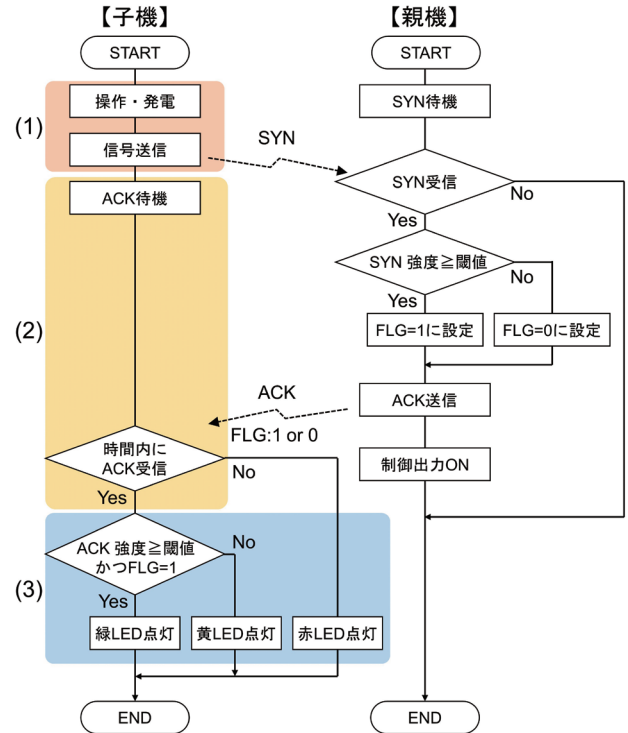 【子機】
START
(1)
操作・発電
信号送信
SYN
ACK待機
(2)
時間内に
ACK受信
No
Yes
(3)
ACK 強度≧閾値
かつFLG=1
No
Yes
緑LED点灯
黄LED点灯
赤LED点灯
END
【親機】
START
SYN待機
SYN受信
No
Yes
SYN 強度≧閾値
No
Yes
FLG=1に設定
FLG=0に設定
ACK
FLG:1 or 0
ACK送信
制御出力ON
END